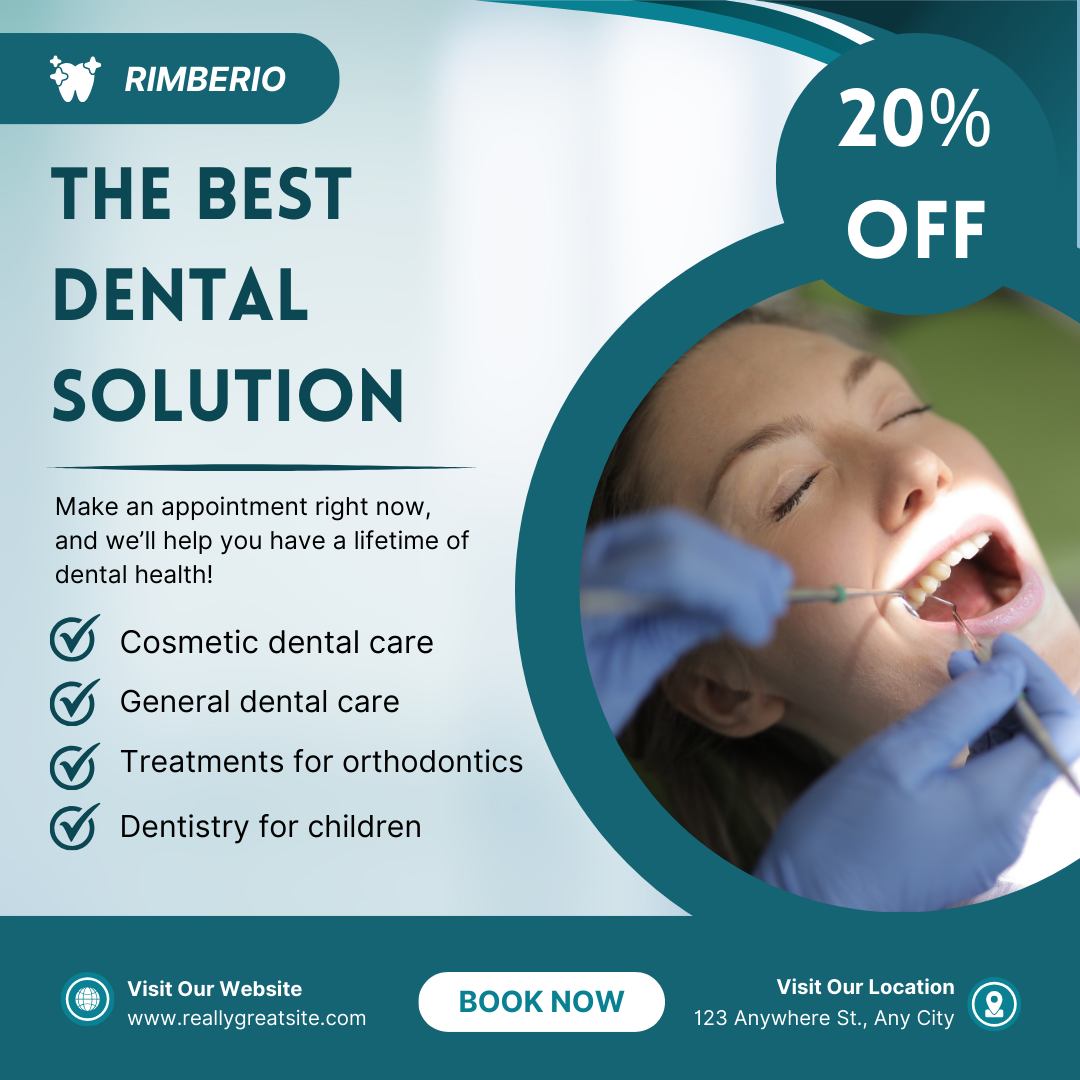 RIMBERIO
20%
OFF
THE BEST
DENTAL
SOLUTION
Make an appointment right now,
and we’ll help you have a lifetime of
dental health!
Cosmetic dental care
General dental care
Treatments for orthodontics
Dentistry for children
Visit Our Website
www.reallygreatsite.com
BOOK NOW
Visit Our Location
123 Anywhere St., Any City